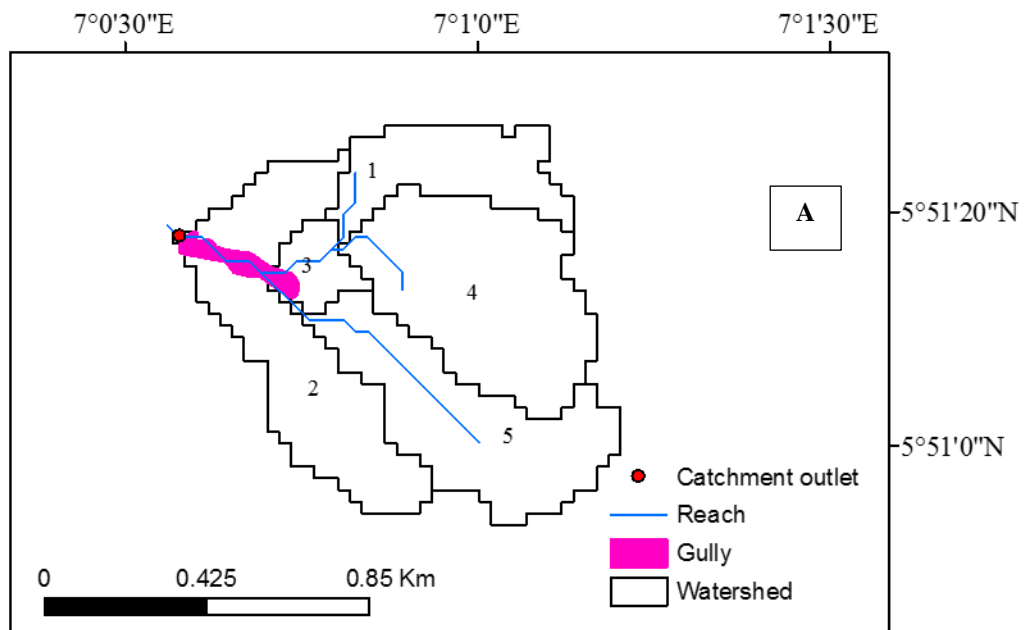 7°0'30"E 7°1'0"E 7°1'30"E
1
A
5°51'20"N
3
4
2
5
5°51'0"N
Catchment outlet
Reach
Gully
Watershed
0 0.425 0.85 Km